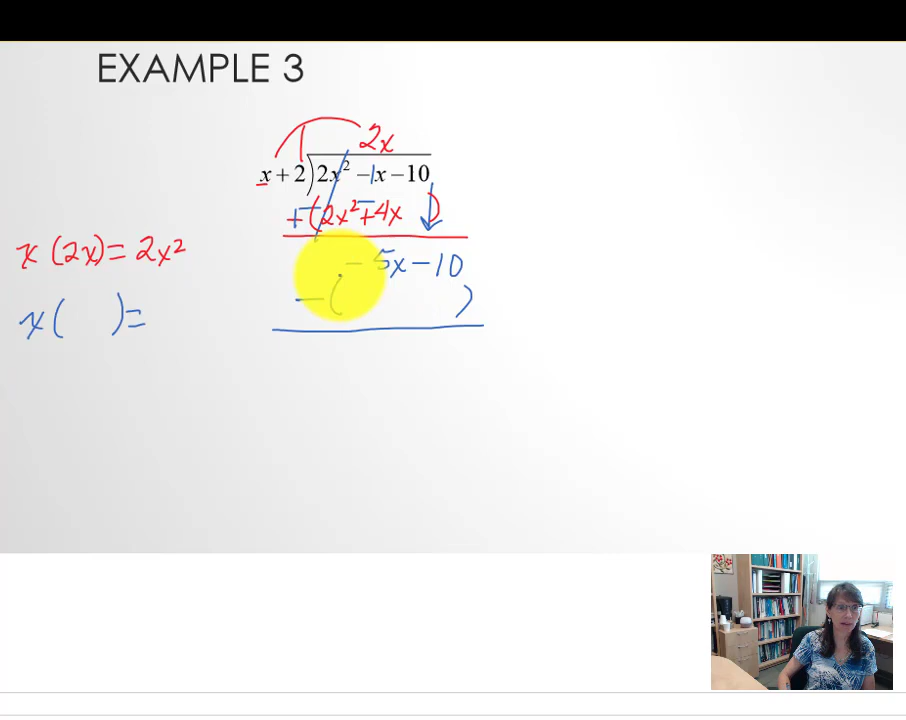 EXAMPLE 3
2x
x + 2)2x² − 1x − 10
+ − (2x² + 4x )
x (2x) = 2x²
− 5x − 10
x ( ) =
− ( )